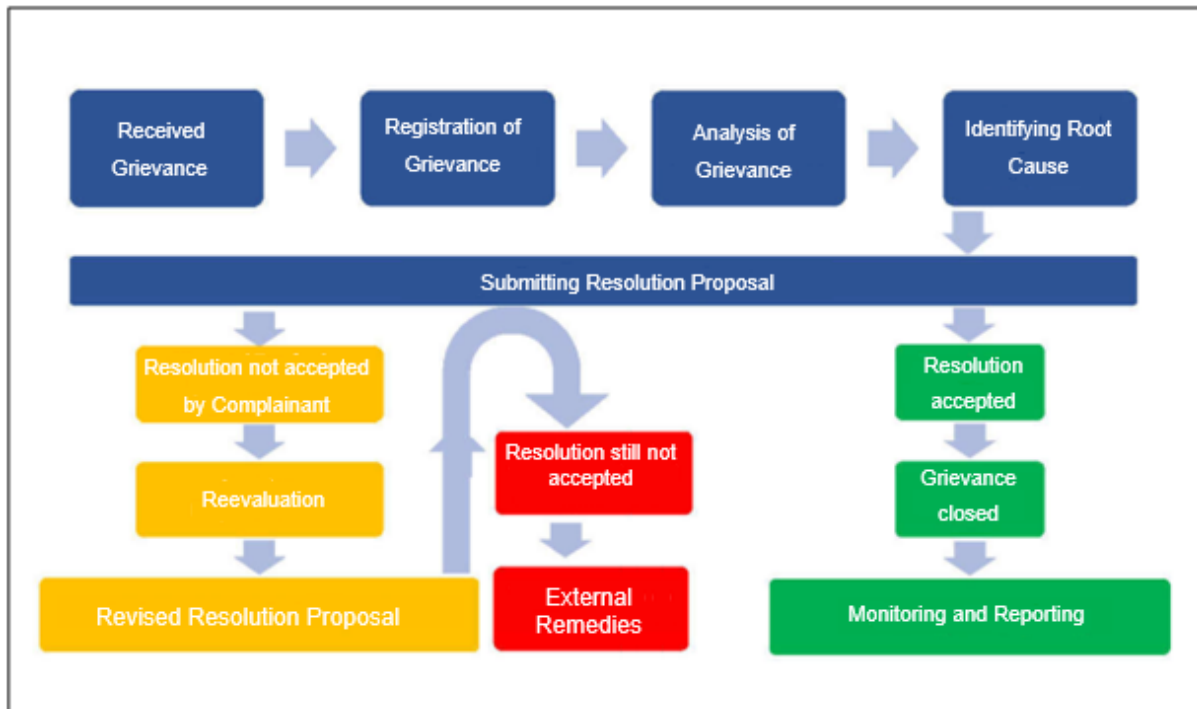 Received
Grievance
Registration of
Grievance
Analysis of
Grievance
Identifying Root
Cause
Submitting Resolution Proposal
Resolution not accepted
by Complainant
Reevaluation
Revised Resolution Proposal
Resolution still not
accepted
External
Remedies
Resolution
accepted
Grievance
closed
Monitoring and Reporting